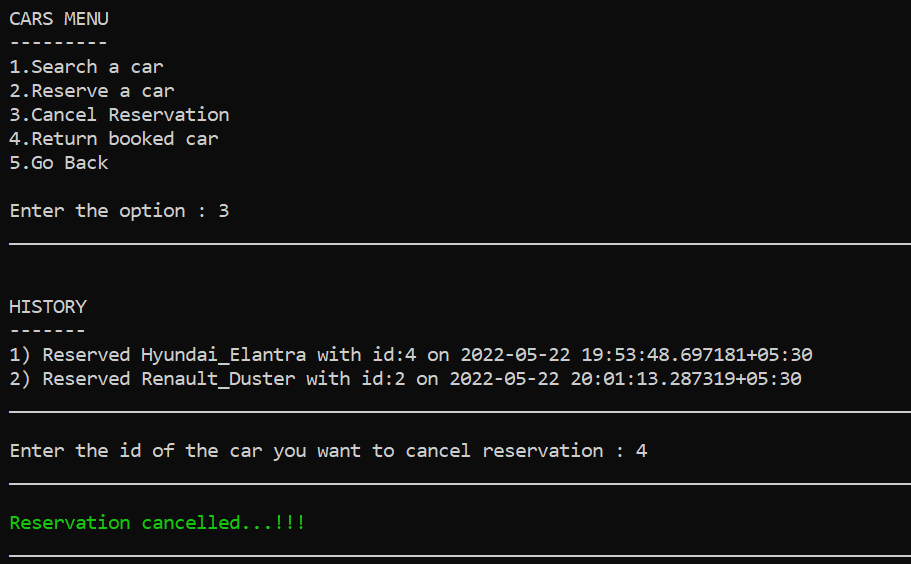 CARS MENU
---------
1.Search a car
2.Reserve a car
3.Cancel Reservation
4.Return booked car
5.Go Back
Enter the option : 3
HISTORY
-------
1) Reserved Hyundai_Elantra with id:4 on 2022-05-22 19:53:48.697181+05:30
2) Reserved Renault_Duster with id:2 on 2022-05-22 20:01:13.287319+05:30
Enter the id of the car you want to cancel reservation : 4
Reservation cancelled...!!!